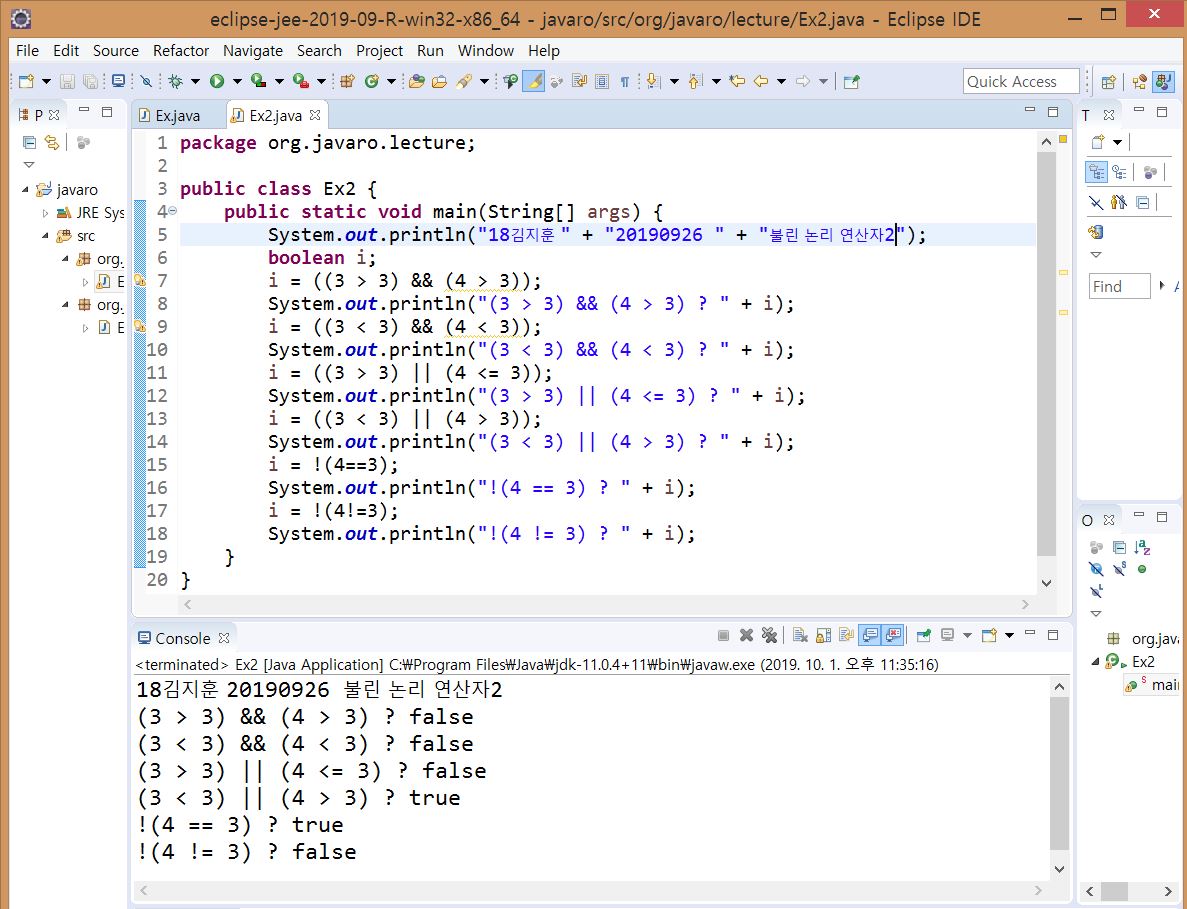 eclipse-jee-2019-09-R-win32-x86_64 - javaro/src/org/javaro/lecture/Ex2.java - Eclipse IDE
File Edit Source Refactor Navigate Search Project Run Window Help
Quick Access
P
Ex.java
Ex2.java
T
javaro
JRE Sys
src
org.
E
org.
E
1 package org.javaro.lecture;
2
3 public class Ex2 {
4 public static void main(String[] args) {
5 System.out.println("18김지훈 " + "20190926 " + "불린 논리 연산자2");
6 boolean i;
7 i = ((3 > 3) && (4 > 3));
8 System.out.println("(3 > 3) && (4 > 3) ? " + i);
9 i = ((3 < 3) && (4 < 3));
10 System.out.println("(3 < 3) && (4 < 3) ? " + i);
11 i = ((3 > 3) || (4 <= 3));
12 System.out.println("(3 > 3) || (4 <= 3) ? " + i);
13 i = ((3 < 3) || (4 > 3));
14 System.out.println("(3 < 3) || (4 > 3) ? " + i);
15 i = !(4==3);
16 System.out.println("!(4 == 3) ? " + i);
17 i = !(4!=3);
18 System.out.println("!(4 != 3) ? " + i);
19 }
20 }
Find
A
O
org.java
Ex2
main
Console
<terminated> Ex2 [Java Application] C:₩Program Files₩Java₩jdk-11.0.4+11₩bin₩javaw.exe (2019. 10. 1. 오후 11:35:16)
18김지훈 20190926 불린 논리 연산자2
(3 > 3) && (4 > 3) ? false
(3 < 3) && (4 < 3) ? false
(3 > 3) || (4 <= 3) ? false
(3 < 3) || (4 > 3) ? true
!(4 == 3) ? true
!(4 != 3) ? false